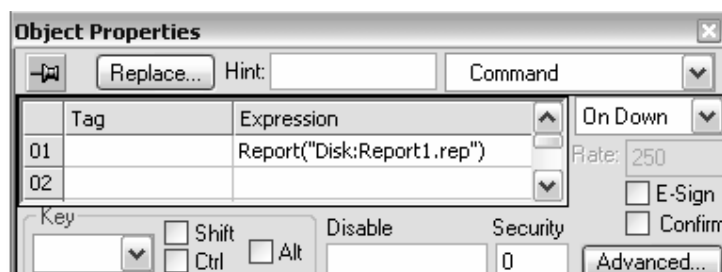 Object Properties
Replace... Hint: Command
Tag Expression On Down
01 Report("Disk:Report1.rep") Rate: 250
02 E-Sign
Key Shift Alt Disable Security Confirm
Ctrl 0 Advanced...